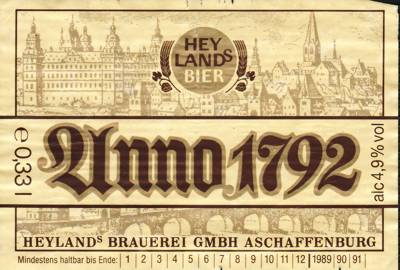 HEY
LANDS
BIER
Anno 1792
e 0,33 l
alc 4,9% vol
HEYLANDS BRAUEREI GMBH ASCHAFFENBURG
Mindestens haltbar bis Ende: 1 2 3 4 5 6 7 8 9 10 11 12 1989 90 91